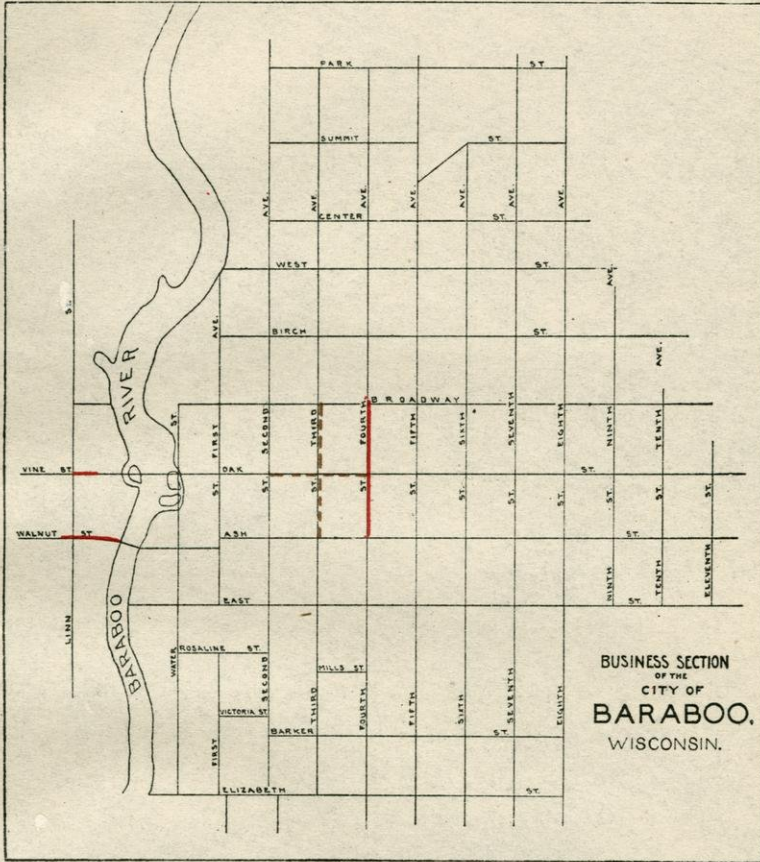 PARK ST
SUMMIT ST.
AVE. AVE. AVE. AVE. AVE. AVE. AVE.
CENTER ST.
WEST ST.
AVE.
ST.
AVE.
BIRCH ST.
AVE.
RIVER
BROADWAY
ST.
FIRST SECOND THIRD FOURTH FIFTH SIXTH SEVENTH EIGHTH NINTH TENTH
VINE ST.
OAK ST.
ST. ST. ST. ST. ST. ST. ST. ST. ST. ST. ST.
WALNUT ST.
ASH ST.
NINTH TENTH ELEVENTH
EAST ST.
LINN
BARABOO
WATER
ROSALINE ST.
MILLS ST.
FIRST SECOND THIRD FOURTH FIFTH SIXTH SEVENTH EIGHTH
VICTORIA ST.
BARKER ST.
ELIZABETH ST.
BUSINESS SECTION
OF THE
CITY OF
BARABOO,
WISCONSIN.